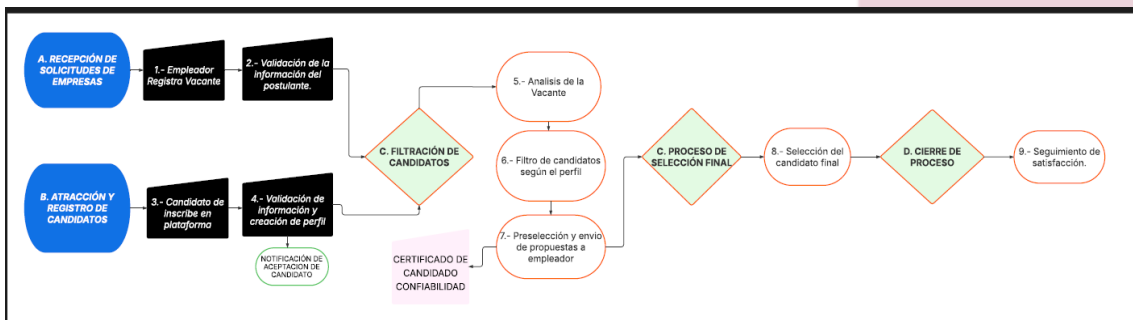 A. RECEPCIÓN DE
SOLICITUDES DE
EMPRESAS
1.- Empleador
Registra Vacante
2.- Validación de la
información del
postulante.
B. ATRACCIÓN Y
REGISTRO DE
CANDIDATOS
3.- Candidato de
inscribe en
plataforma
4.- Validación de
información y
creación de perfil
NOTIFICACIÓN DE
ACEPTACION DE
CANDIDATO
C. FILTRACIÓN DE
CANDIDATOS
5.- Analisis de la
Vacante
6.- Filtro de candidatos
según el perfil
7.- Preselección y envio
de propuestas a
empleador
CERTIFICADO DE
CANDIDADO
CONFIABILIDAD
C. PROCESO DE
SELECCIÓN FINAL
8.- Selección del
candidato final
D. CIERRE DE
PROCESO
9.- Seguimiento de
satisfacción.